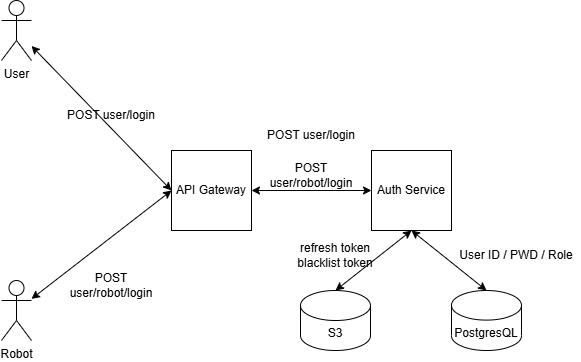 User
POST user/login
POST user/login
API Gateway
POST
user/robot/login
Auth Service
refresh token
blacklist token
User ID / PWD / Role
POST
user/robot/login
S3
PostgresQL
Robot